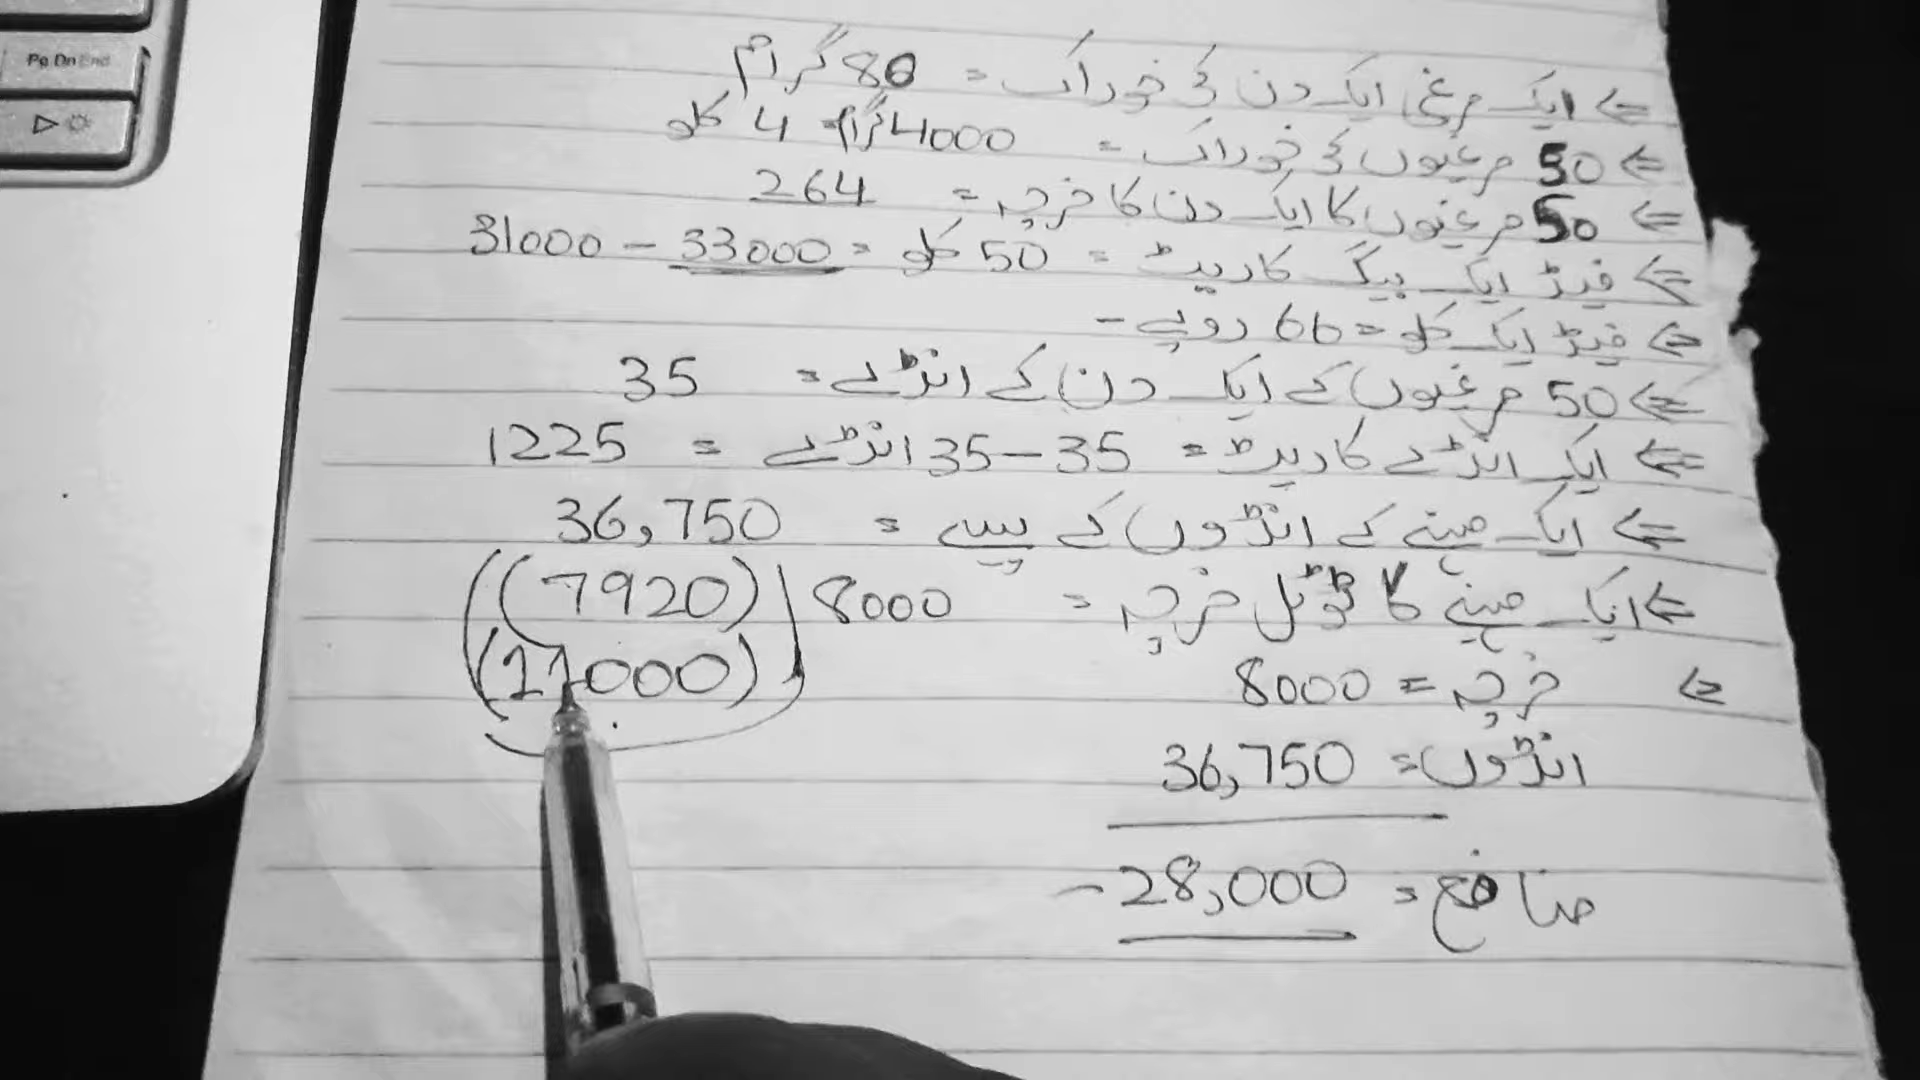 Pg Dn End
⇐ ایک مرغی ایک دن کی خوراک = 80 گرام
⇐ 50 مرغیوں کی خوراک = 4000 گرام = 4 کلو
⇐ 50 مرغیوں کا ایک دن کا خرچہ = 264
⇐ فیڈ ایک بیگ کا ریٹ = 50 کلو = 33000 – 31000
⇐ فیڈ ایک کلو = 66 روپے -
⇐ 50 مرغیوں کے ایک دن کے انڈے = 35
⇐ ایک انڈے کا ریٹ = 35 – 35 انڈے = 1225
⇐ ایک مہینے کے انڈوں کے پیسے = 36,750
⇐ ایک مہینے کا ٹوٹل خرچہ = 8000 (7920)
(11000)
⇐ خرچہ = 8000
انڈوں = 36,750
منافع = 28,000 -